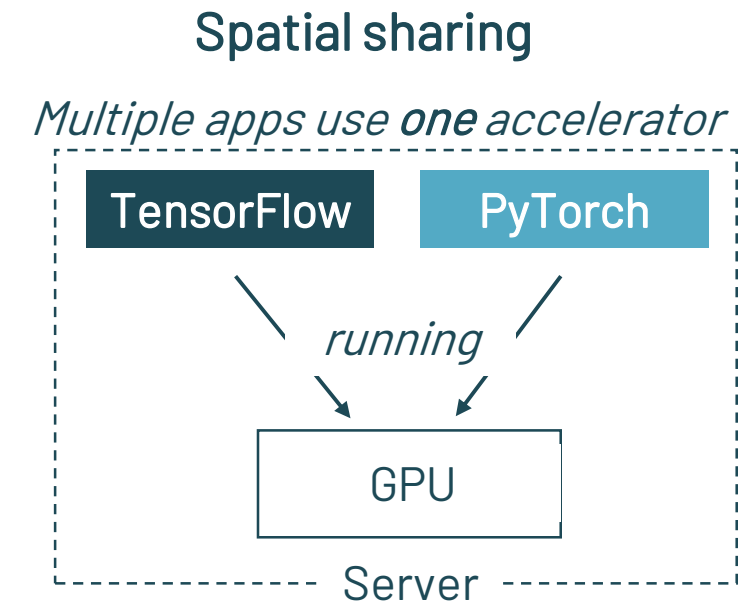 Spatial sharing
Multiple apps use one accelerator
TensorFlow PyTorch
running
GPU
Server